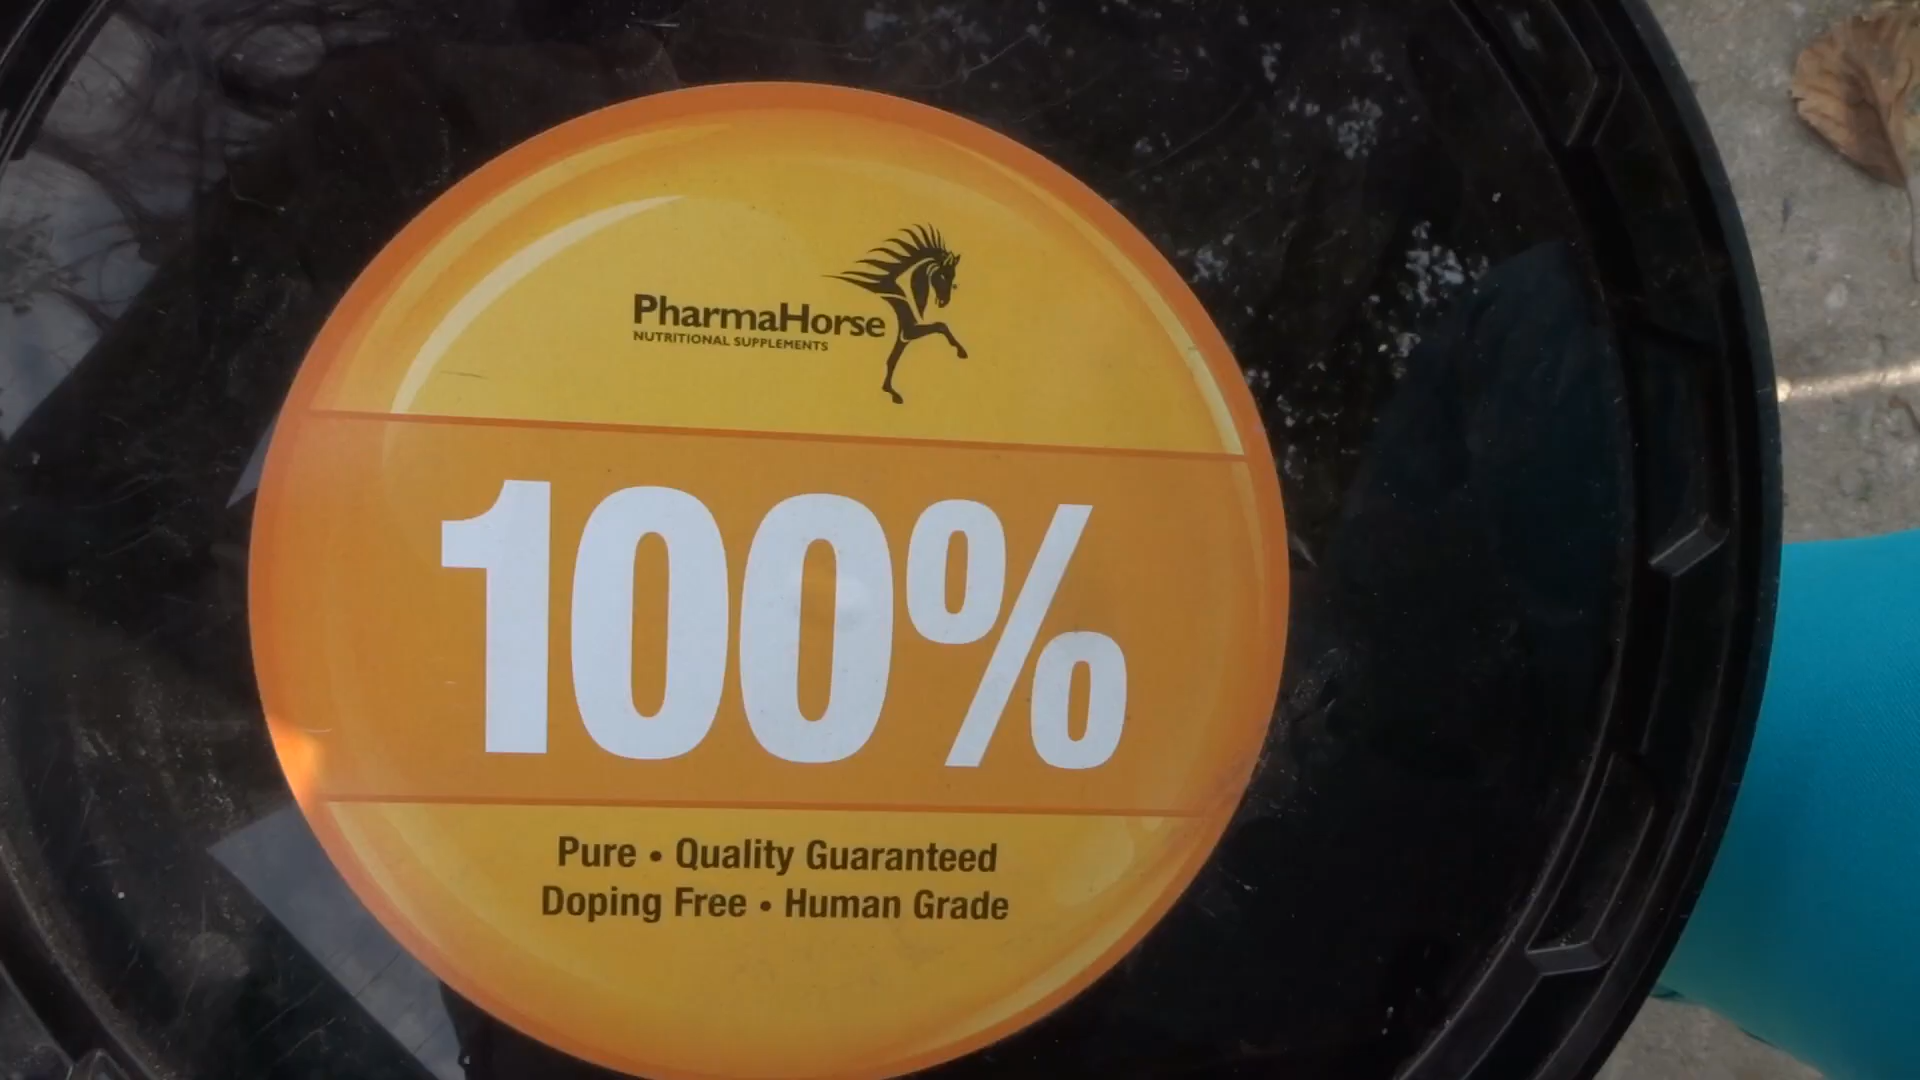 PharmaHorse
NUTRITIONAL SUPPLEMENTS
100%
Pure • Quality Guaranteed
Doping Free • Human Grade